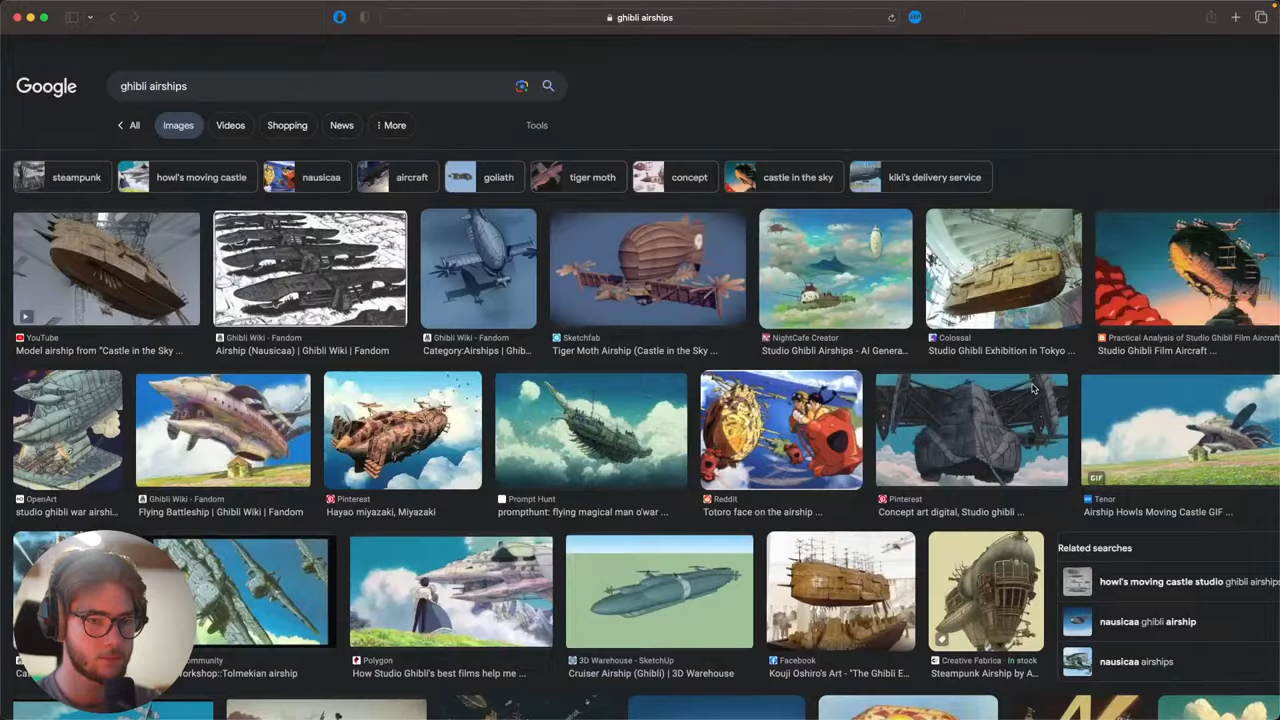 ghibli airships
Google
ghibli airships
All
Images
Videos
Shopping
News
More
Tools
steampunk
howl's moving castle
nausicaa
aircraft
goliath
tiger moth
concept
castle in the sky
kiki's delivery service
YouTube
Model airship from "Castle in the Sky ...
Ghibli Wiki - Fandom
Airship (Nausicaa) | Ghibli Wiki | Fandom
Ghibli Wiki - Fandom
Category:Airships | Ghib...
Sketchfab
Tiger Moth Airship (Castle in the Sky ...
NightCafe Creator
Studio Ghibli Airships - AI Genera...
Colossal
Studio Ghibli Exhibition in Tokyo ...
Practical Analysis of Studio Ghibli Film Aircraft
Studio Ghibli Film Aircraft ...
OpenArt
studio ghibli war airshi...
Ghibli Wiki - Fandom
Flying Battleship | Ghibli Wiki | Fandom
Pinterest
Hayao miyazaki, Miyazaki
Prompt Hunt
prompthunt: flying magical man o'war ...
Reddit
Totoro face on the airship ...
Pinterest
Concept art digital, Studio ghibli ...
GIF
Tenor
Airship Howls Moving Castle GIF ...
Related searches
howl's moving castle studio ghibli airships
nausicaa ghibli airship
nausicaa airships
ommunity
orkshop::Tolmekian airship
Polygon
How Studio Ghibli's best films help me ...
3D Warehouse - SketchUp
Cruiser Airship (Ghibli) | 3D Warehouse
Facebook
Kouji Oshiro's Art - "The Ghibli E...
Creative Fabrica · In stock
Steampunk Airship by A...